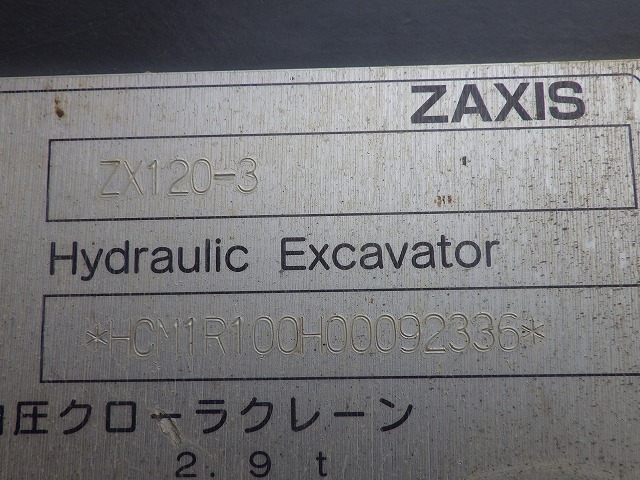 ZAXIS
ZX120-3
Hydraulic Excavator
*HCM1R100H00092336*
圧クローラクレーン
2.9 t